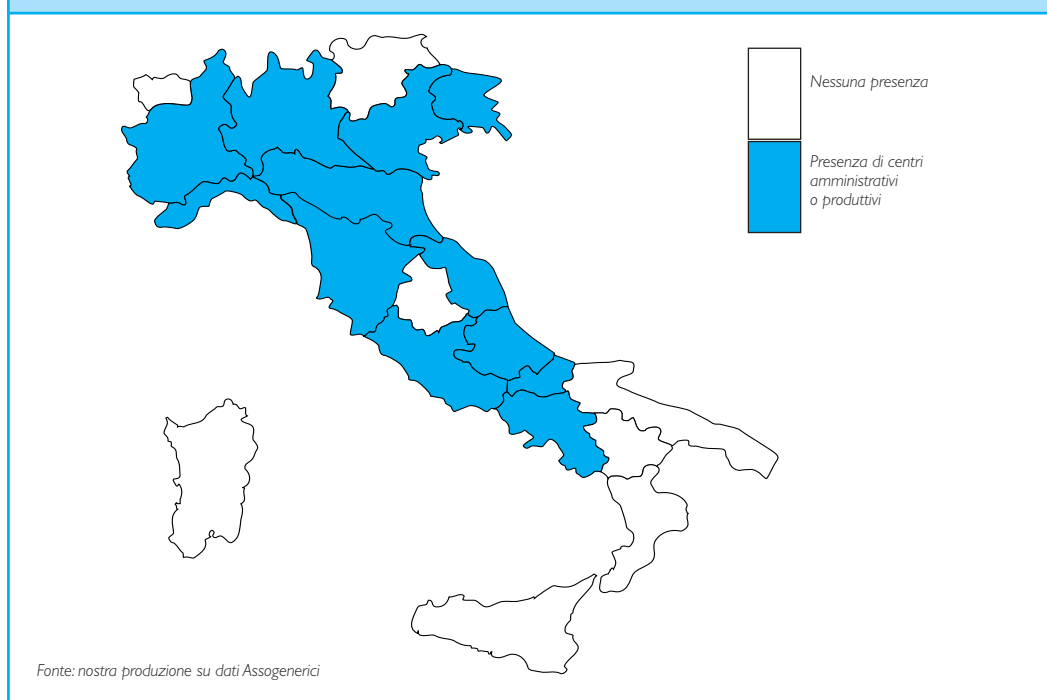 Nessuna presenza
Presenza di centri
amministrativi
o produttivi
Fonte: nostra produzione su dati Assogenerici